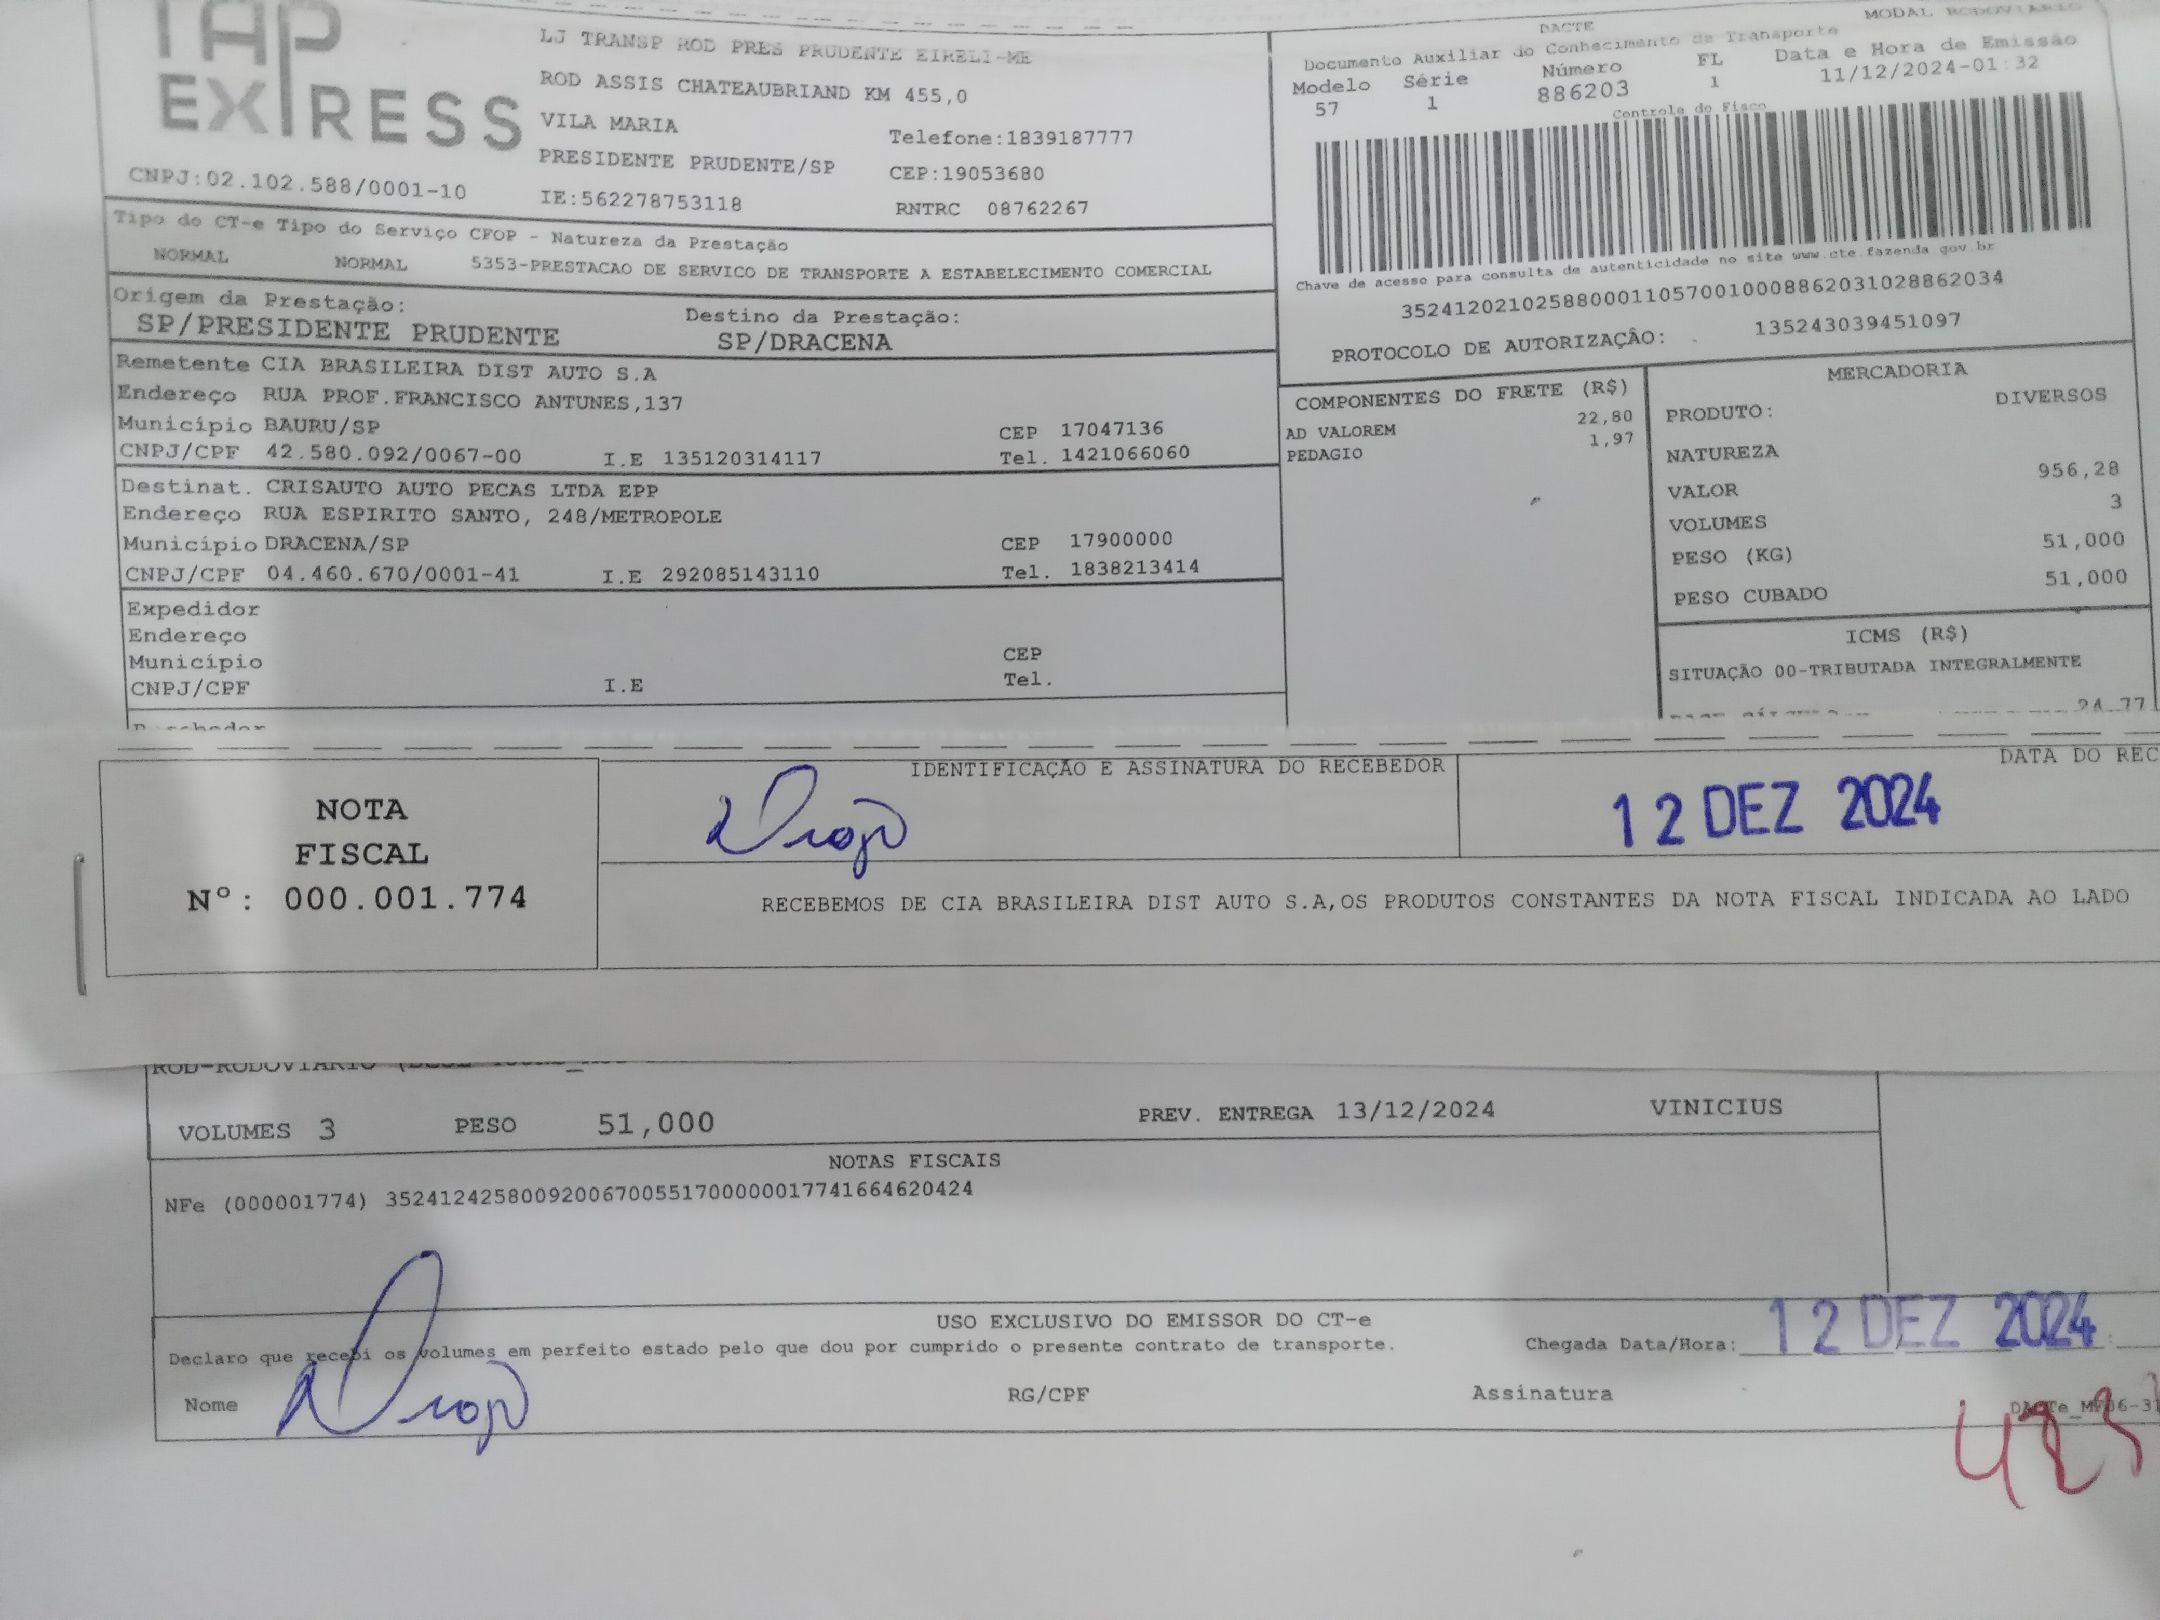 TAP
EXPRESS
CNPJ:02.102.588/0001-10
LJ TRANSP ROD PRES PRUDENTE EIRELI-ME
ROD ASSIS CHATEAUBRIAND KM 455,0
VILA MARIA
Telefone:1839187777
PRESIDENTE PRUDENTE/SP
CEP:19053680
IE:562278753118
RNTRC 08762267
MODAL RODOVIARIO
DACTE
Documento Auxiliar do Conhecimento de Transporte
Modelo Série Número FL Data e Hora de Emissão
57 1 886203 1 11/12/2024-01:32
Controle do Fisco
Chave de acesso para consulta de autenticidade no site www.cte.fazenda.gov.br
35241202102588000110570010008862031028862034
PROTOCOLO DE AUTORIZAÇÂO: 135243039451097
Tipo do CT-e Tipo do Serviço CFOP - Natureza da Prestação
NORMAL NORMAL 5353-PRESTACAO DE SERVICO DE TRANSPORTE A ESTABELECIMENTO COMERCIAL
Origem da Prestação: Destino da Prestação:
SP/PRESIDENTE PRUDENTE SP/DRACENA
Remetente CIA BRASILEIRA DIST AUTO S.A
Endereço RUA PROF.FRANCISCO ANTUNES,137
Município BAURU/SP CEP 17047136
CNPJ/CPF 42.580.092/0067-00 I.E 135120314117 Tel. 1421066060
Destinat. CRISAUTO AUTO PECAS LTDA EPP
Endereço RUA ESPIRITO SANTO, 248/METROPOLE
Município DRACENA/SP CEP 17900000
CNPJ/CPF 04.460.670/0001-41 I.E 292085143110 Tel. 1838213414
Expedidor
Endereço
Município CEP
CNPJ/CPF I.E Tel.
COMPONENTES DO FRETE (R$)
AD VALOREM 22,80
PEDAGIO 1,97
MERCADORIA
PRODUTO: DIVERSOS
NATUREZA
VALOR 956,28
VOLUMES 3
PESO (KG) 51,000
PESO CUBADO 51,000
ICMS (R$)
SITUAÇÃO 00-TRIBUTADA INTEGRALMENTE
24,77
NOTA
FISCAL
Nº: 000.001.774
IDENTIFICAÇÃO E ASSINATURA DO RECEBEDOR
DATA DO REC
12 DEZ 2024
RECEBEMOS DE CIA BRASILEIRA DIST AUTO S.A,OS PRODUTOS CONSTANTES DA NOTA FISCAL INDICADA AO LADO
ROD-RODOVIARIO
VOLUMES 3 PESO 51,000 PREV. ENTREGA 13/12/2024 VINICIUS
NOTAS FISCAIS
NFe (000001774) 35241242580092006700551700000017741664620424
USO EXCLUSIVO DO EMISSOR DO CT-e
Declaro que recebi os volumes em perfeito estado pelo que dou por cumprido o presente contrato de transporte.
Chegada Data/Hora: 12 DEZ 2024
Nome RG/CPF Assinatura